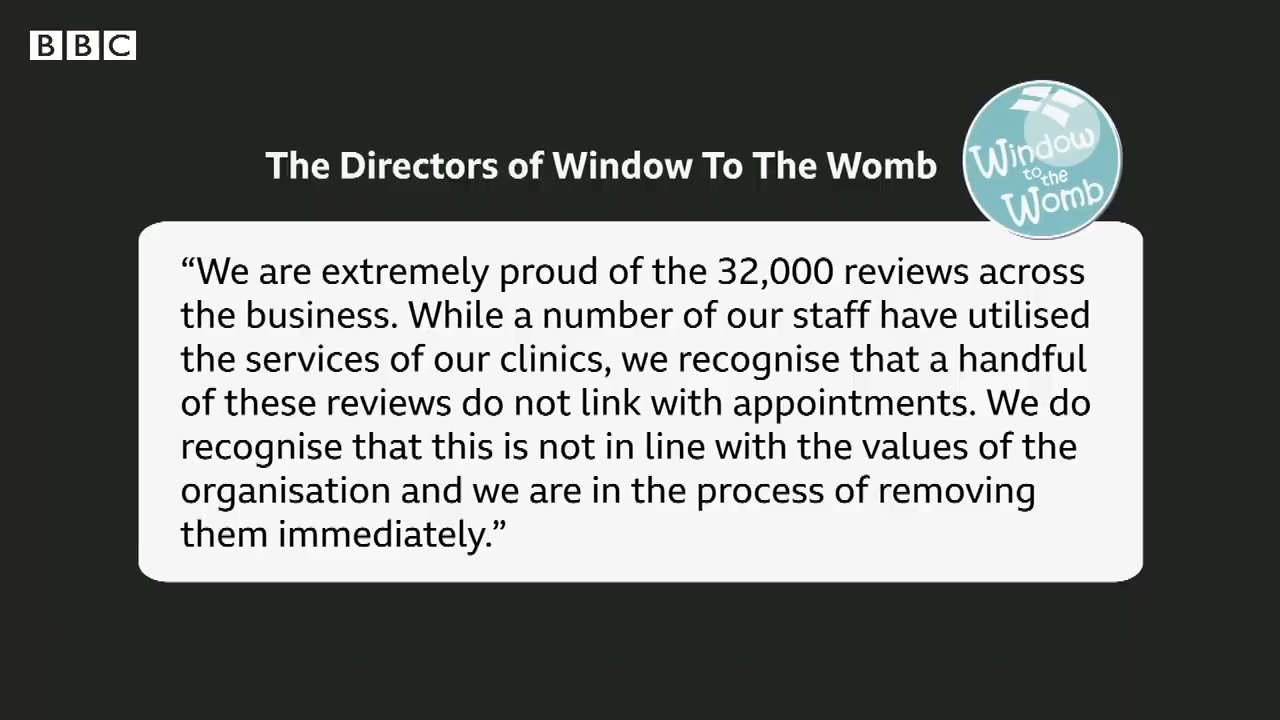 BBC
The Directors of Window To The Womb
Window
to the
Womb
“We are extremely proud of the 32,000 reviews across
the business. While a number of our staff have utilised
the services of our clinics, we recognise that a handful
of these reviews do not link with appointments. We do
recognise that this is not in line with the values of the
organisation and we are in the process of removing
them immediately.”